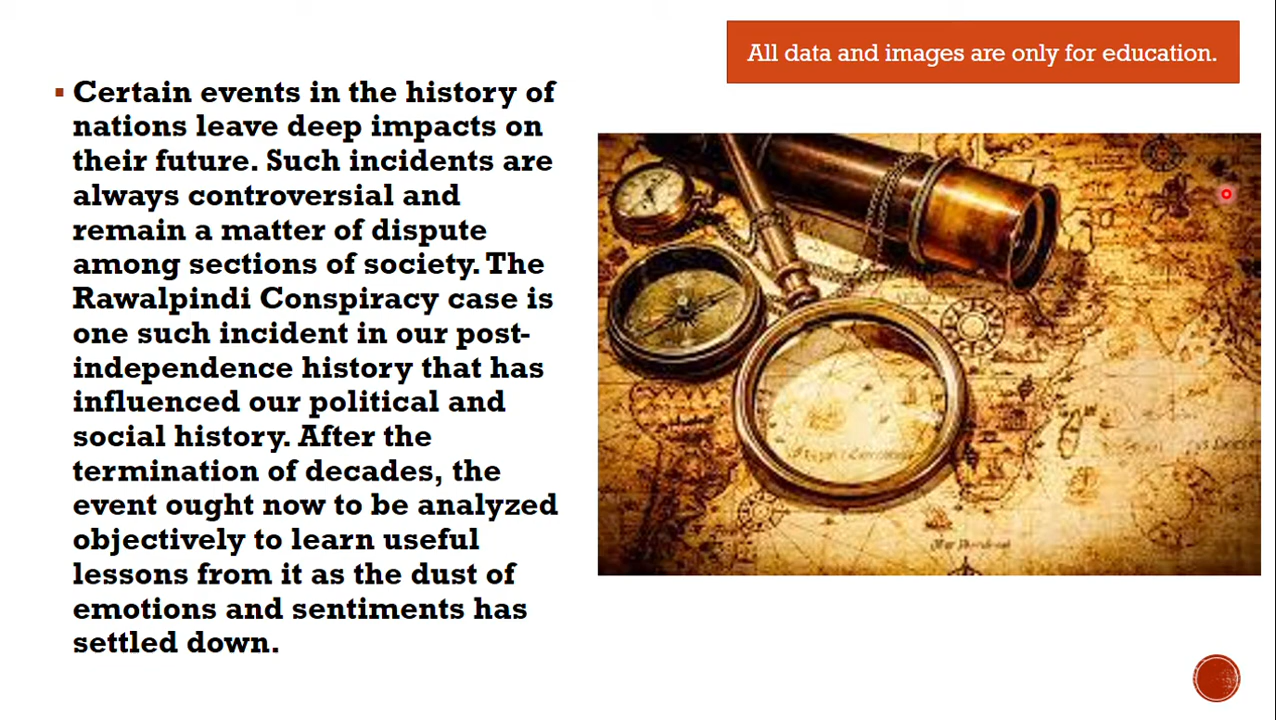 All data and images are only for education.
Certain events in the history of
nations leave deep impacts on
their future. Such incidents are
always controversial and
remain a matter of dispute
among sections of society. The
Rawalpindi Conspiracy case is
one such incident in our post-
independence history that has
influenced our political and
social history. After the
termination of decades, the
event ought now to be analyzed
objectively to learn useful
lessons from it as the dust of
emotions and sentiments has
settled down.